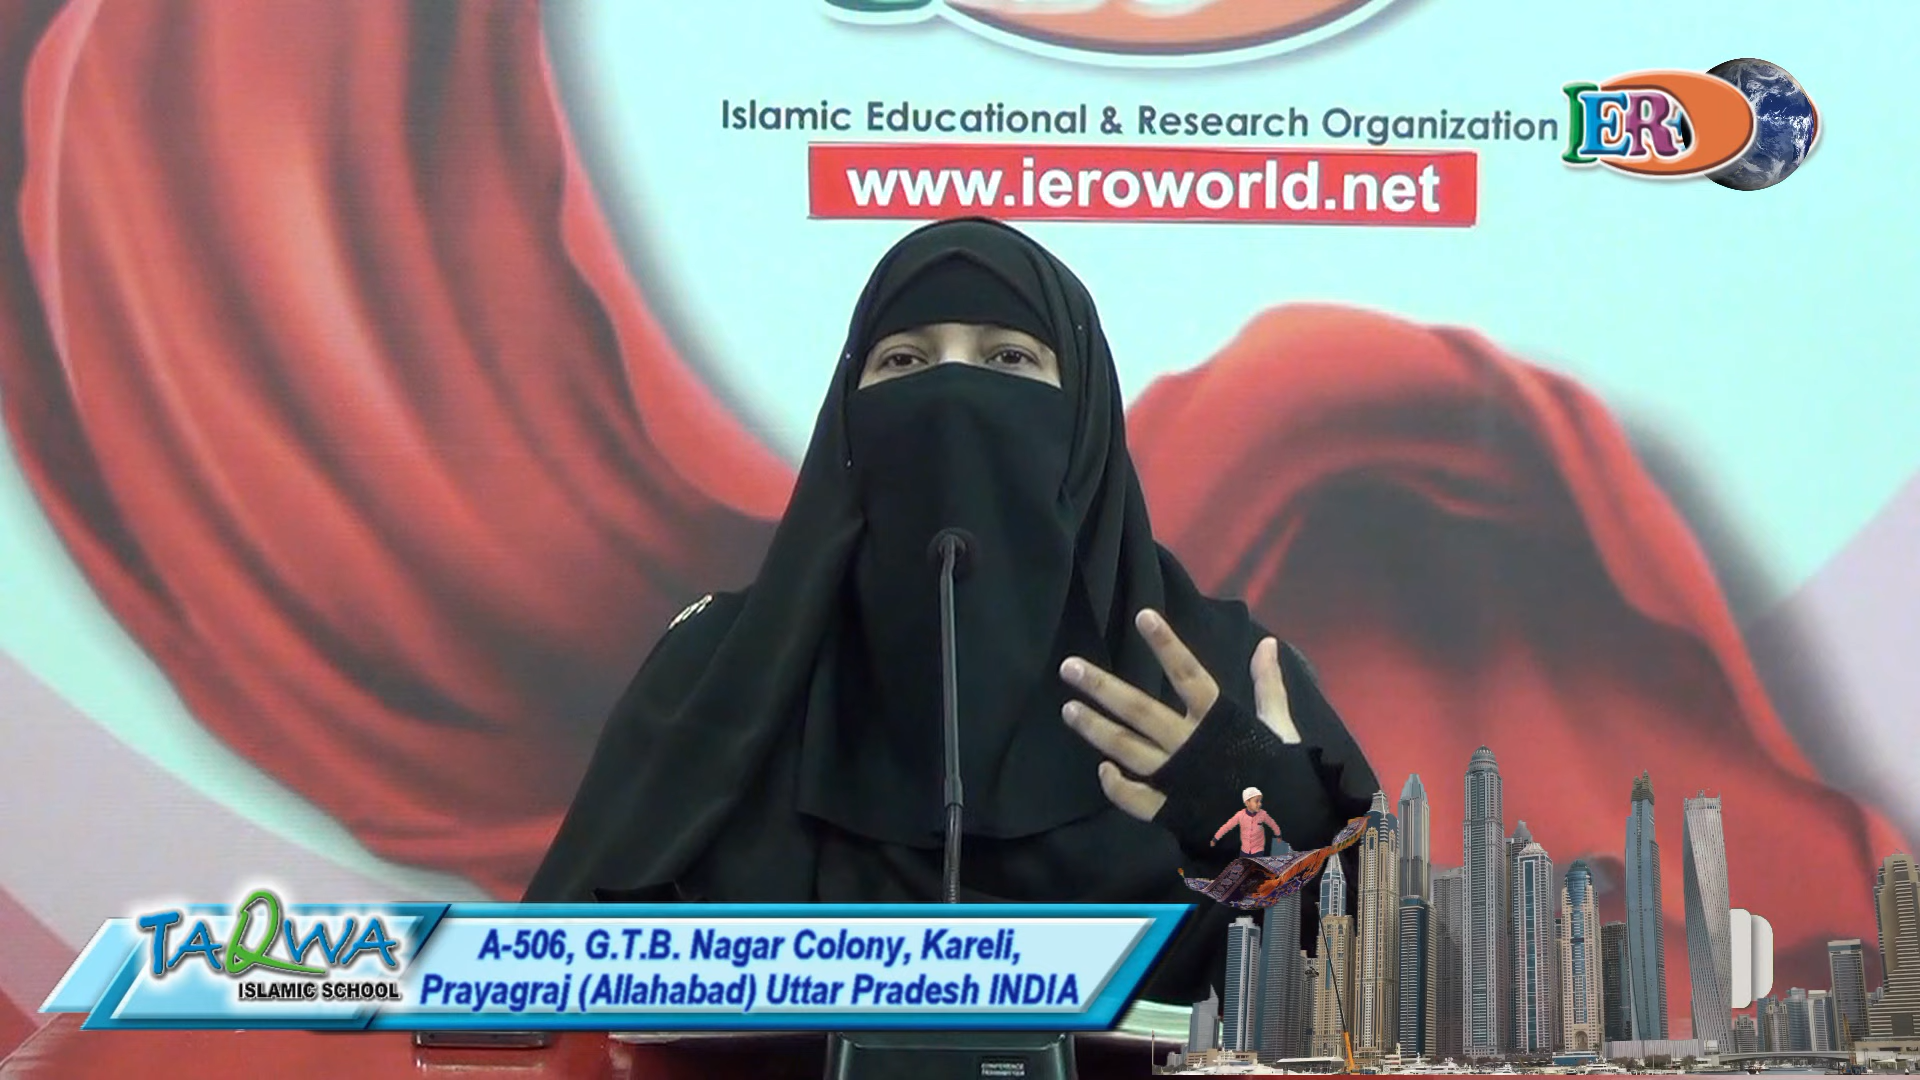 Islamic Educational & Research Organization
IERO
www.ieroworld.net
TAQWA
ISLAMIC SCHOOL
A-506, G.T.B. Nagar Colony, Kareli,
Prayagraj (Allahabad) Uttar Pradesh INDIA
CONFERENCE